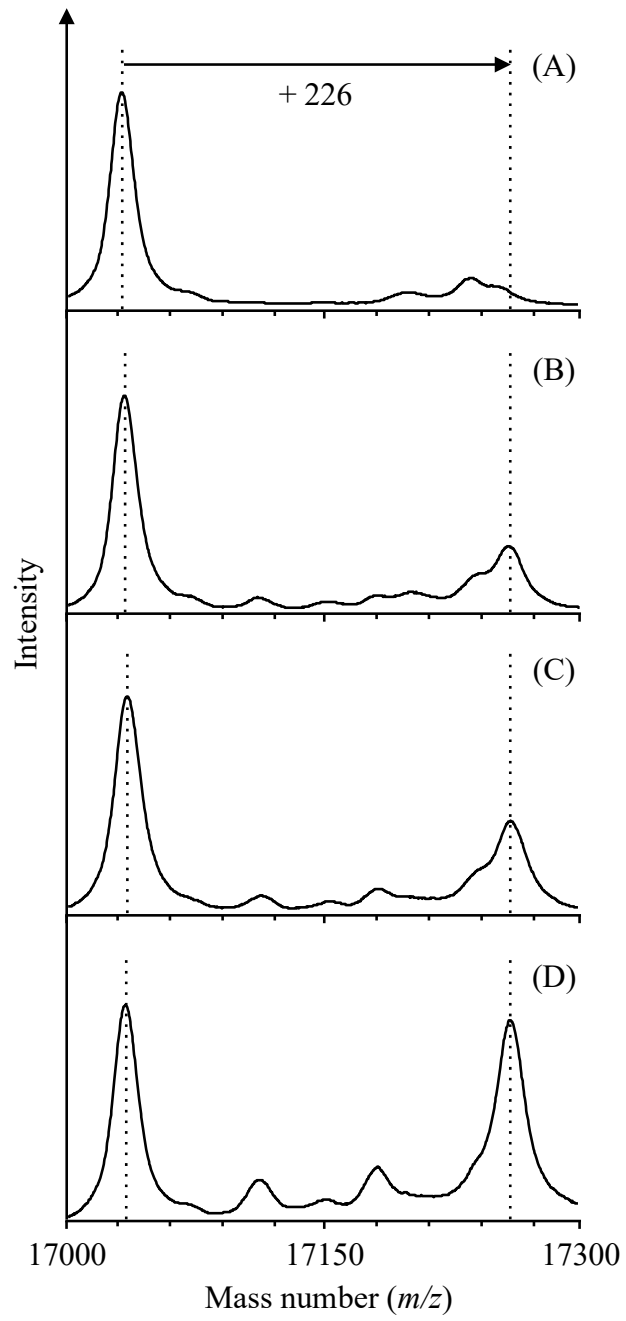 (A)
+ 226
(B)
Intensity
(C)
(D)
17000 17150 17300
Mass number (m/z)